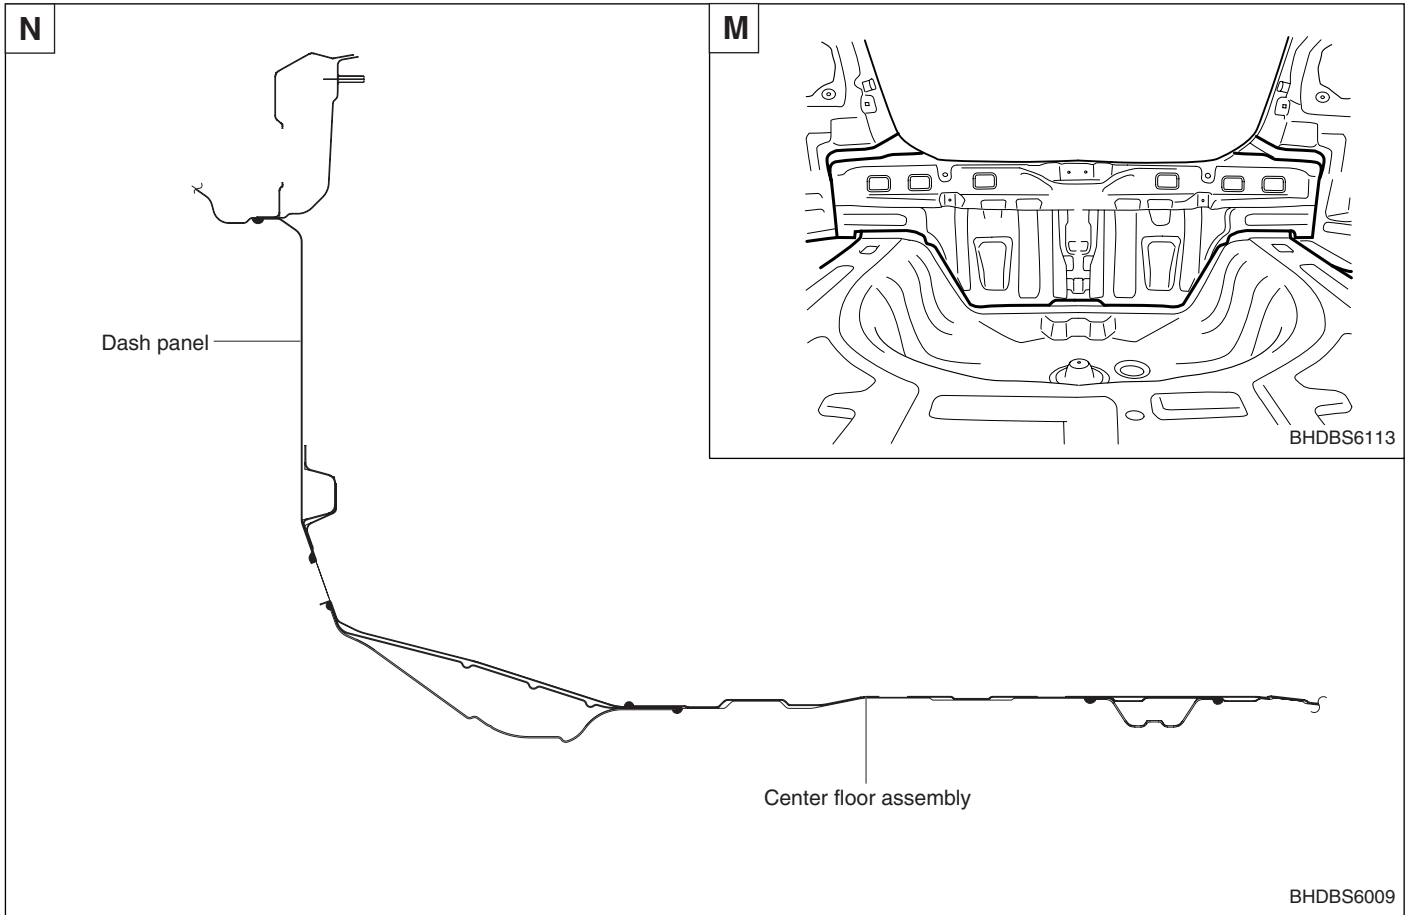 N
M
BHDBS6113
Dash panel
Center floor assembly
BHDBS6009